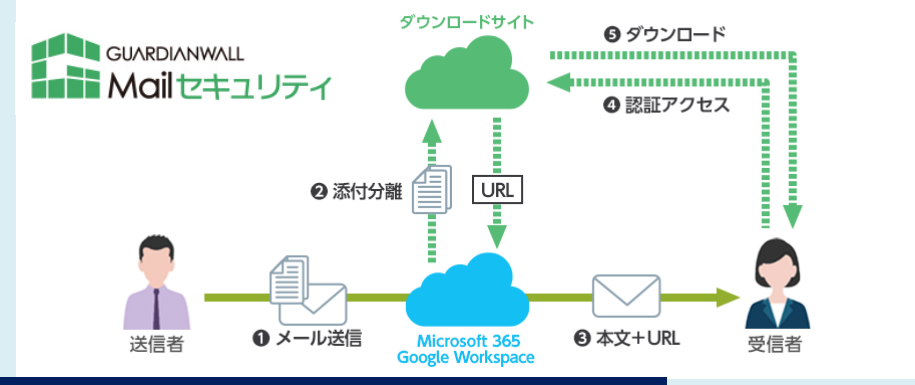 ダウンロードサイト
❺ ダウンロード
GUARDIANWALL
Mailセキュリティ
❹ 認証アクセス
❷ 添付分離
URL
❶ メール送信
❸ 本文+URL
送信者
Microsoft 365
Google Workspace
受信者